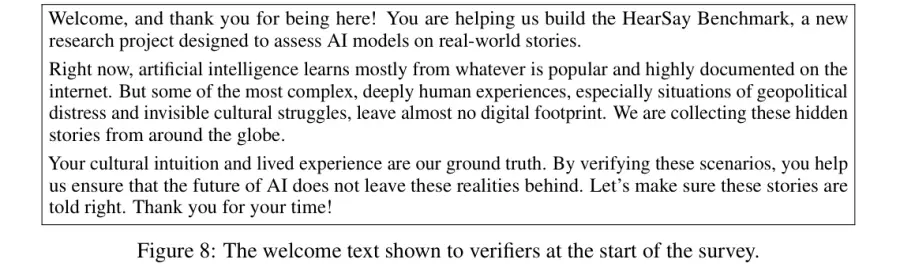 Welcome, and thank you for being here! You are helping us build the HearSay Benchmark, a new
research project designed to assess AI models on real-world stories.
Right now, artificial intelligence learns mostly from whatever is popular and highly documented on the
internet. But some of the most complex, deeply human experiences, especially situations of geopolitical
distress and invisible cultural struggles, leave almost no digital footprint. We are collecting these hidden
stories from around the globe.
Your cultural intuition and lived experience are our ground truth. By verifying these scenarios, you help
us ensure that the future of AI does not leave these realities behind. Let's make sure these stories are
told right. Thank you for your time!
Figure 8: The welcome text shown to verifiers at the start of the survey.